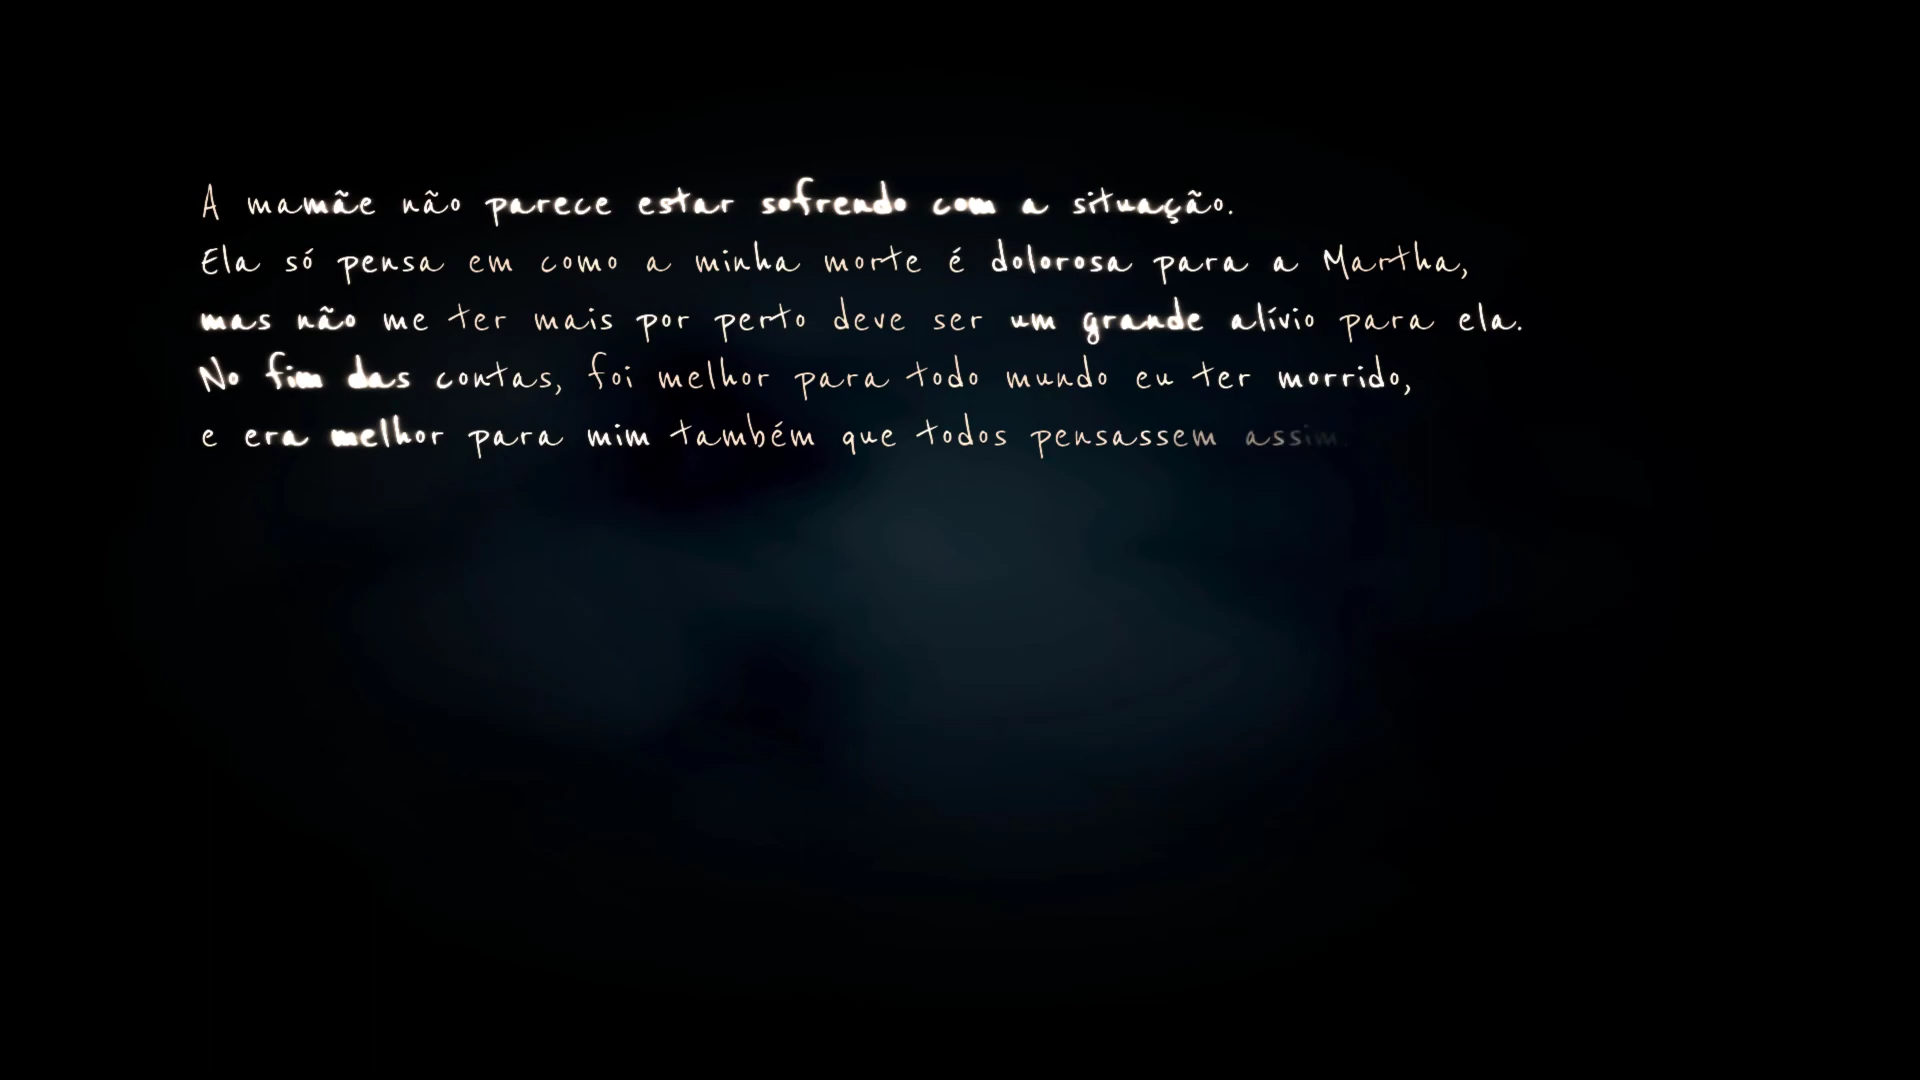 A mamãe não parece estar sofrendo com a situação.
Ela só pensa em como a minha morte é dolorosa para a Martha,
mas não me ter mais por perto deve ser um grande alívio para ela.
No fim das contas, foi melhor para todo mundo eu ter morrido,
e era melhor para mim também que todos pensassem assim.